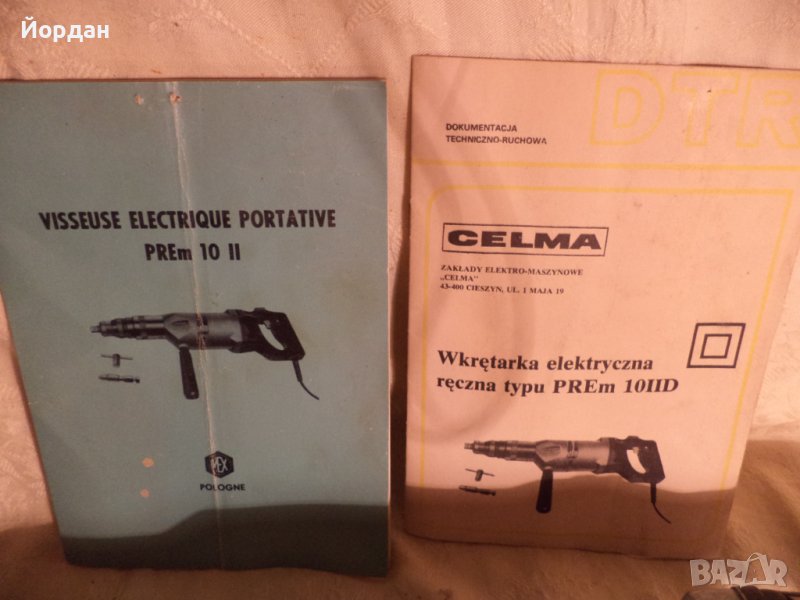 Йордан
VISSEUSE ELECTRIQUE PORTATIVE
PREm 10 II
POLOGNE
DTR
DOKUMENTACJA
TECHNICZNO-RUCHOWA
CELMA
ZAKŁADY ELEKTRO-MASZYNOWE
„CELMA"
43-400 CIESZYN, UL. 1 MAJA 19
Wkrętarka elektryczna
ręczna typu PREm 10IID
BAZAR